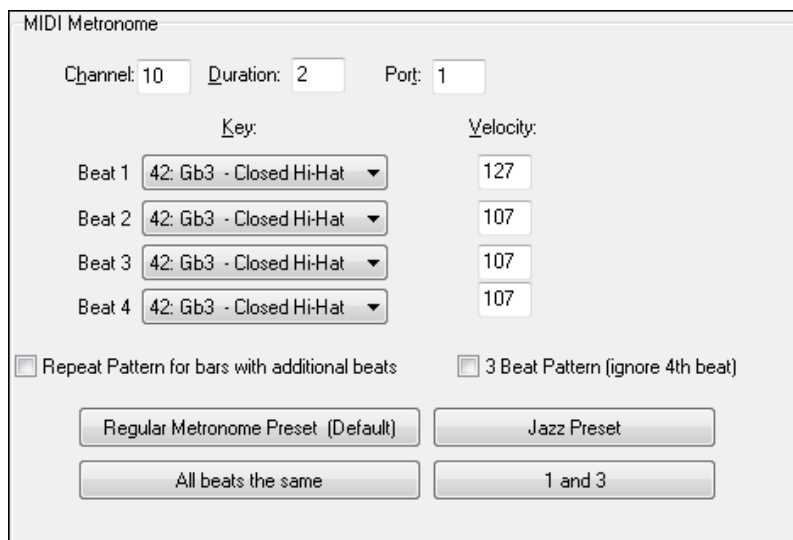 MIDI Metronome
Channel: 10 Duration: 2 Port: 1
Key: Velocity:
Beat 1 42: Gb3 - Closed Hi-Hat 127
Beat 2 42: Gb3 - Closed Hi-Hat 107
Beat 3 42: Gb3 - Closed Hi-Hat 107
Beat 4 42: Gb3 - Closed Hi-Hat 107
Repeat Pattern for bars with additional beats 3 Beat Pattern (ignore 4th beat)
Regular Metronome Preset (Default) Jazz Preset
All beats the same 1 and 3